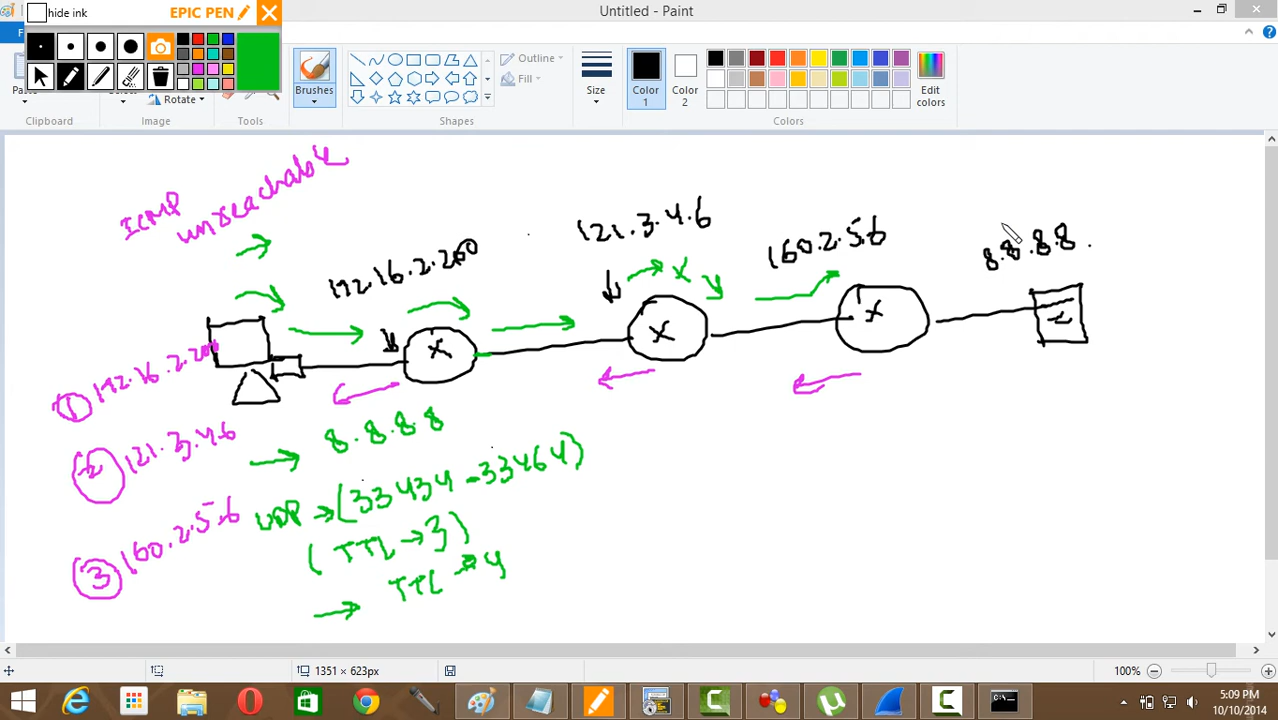 hide ink
EPIC PEN
Untitled - Paint
Rotate
Brushes
Outline
Fill
Size
Color
1
Color
2
Edit
colors
Clipboard
Image
Tools
Shapes
Colors
ICMP
unreachable
192.16.2.200
121.3.4.6
160.2.5.6
8.8.8.8
1 192.16.2.200
2 121.3.4.6
3 160.2.5.6
8.8.8.8
UDP → (33434 - 33464)
(TTL → 3)
→ TTL → 4
1351 × 623px
100%
5:09 PM
10/10/2014